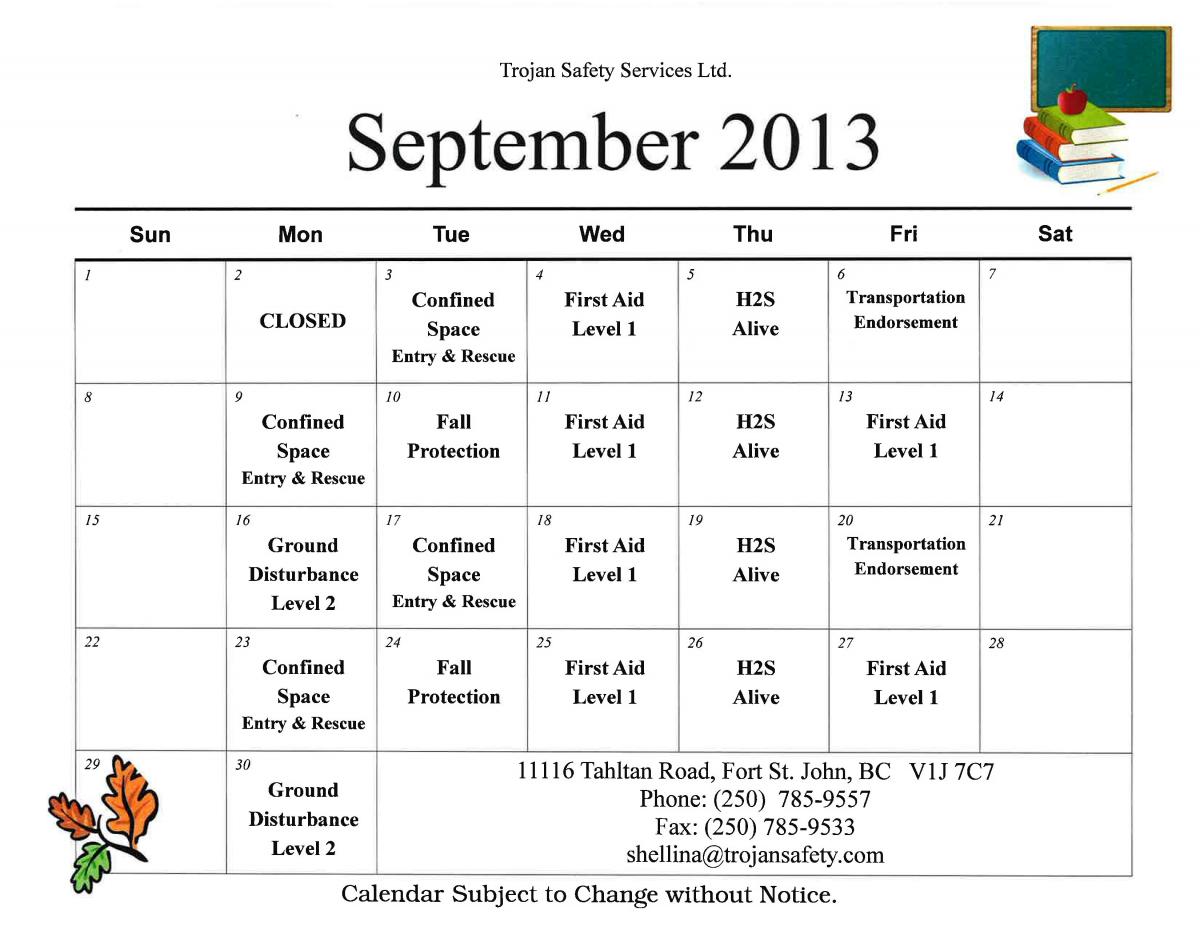 Trojan Safety Services Ltd.
September 2013
Sun Mon Tue Wed Thu Fri Sat
1
2
CLOSED
3
Confined
Space
Entry & Rescue
4
First Aid
Level 1
5
H2S
Alive
6
Transportation
Endorsement
7
8
9
Confined
Space
Entry & Rescue
10
Fall
Protection
11
First Aid
Level 1
12
H2S
Alive
13
First Aid
Level 1
14
15
16
Ground
Disturbance
Level 2
17
Confined
Space
Entry & Rescue
18
First Aid
Level 1
19
H2S
Alive
20
Transportation
Endorsement
21
22
23
Confined
Space
Entry & Rescue
24
Fall
Protection
25
First Aid
Level 1
26
H2S
Alive
27
First Aid
Level 1
28
29
30
Ground
Disturbance
Level 2
11116 Tahltan Road, Fort St. John, BC V1J 7C7
Phone: (250) 785-9557
Fax: (250) 785-9533
shellina@trojansafety.com
Calendar Subject to Change without Notice.